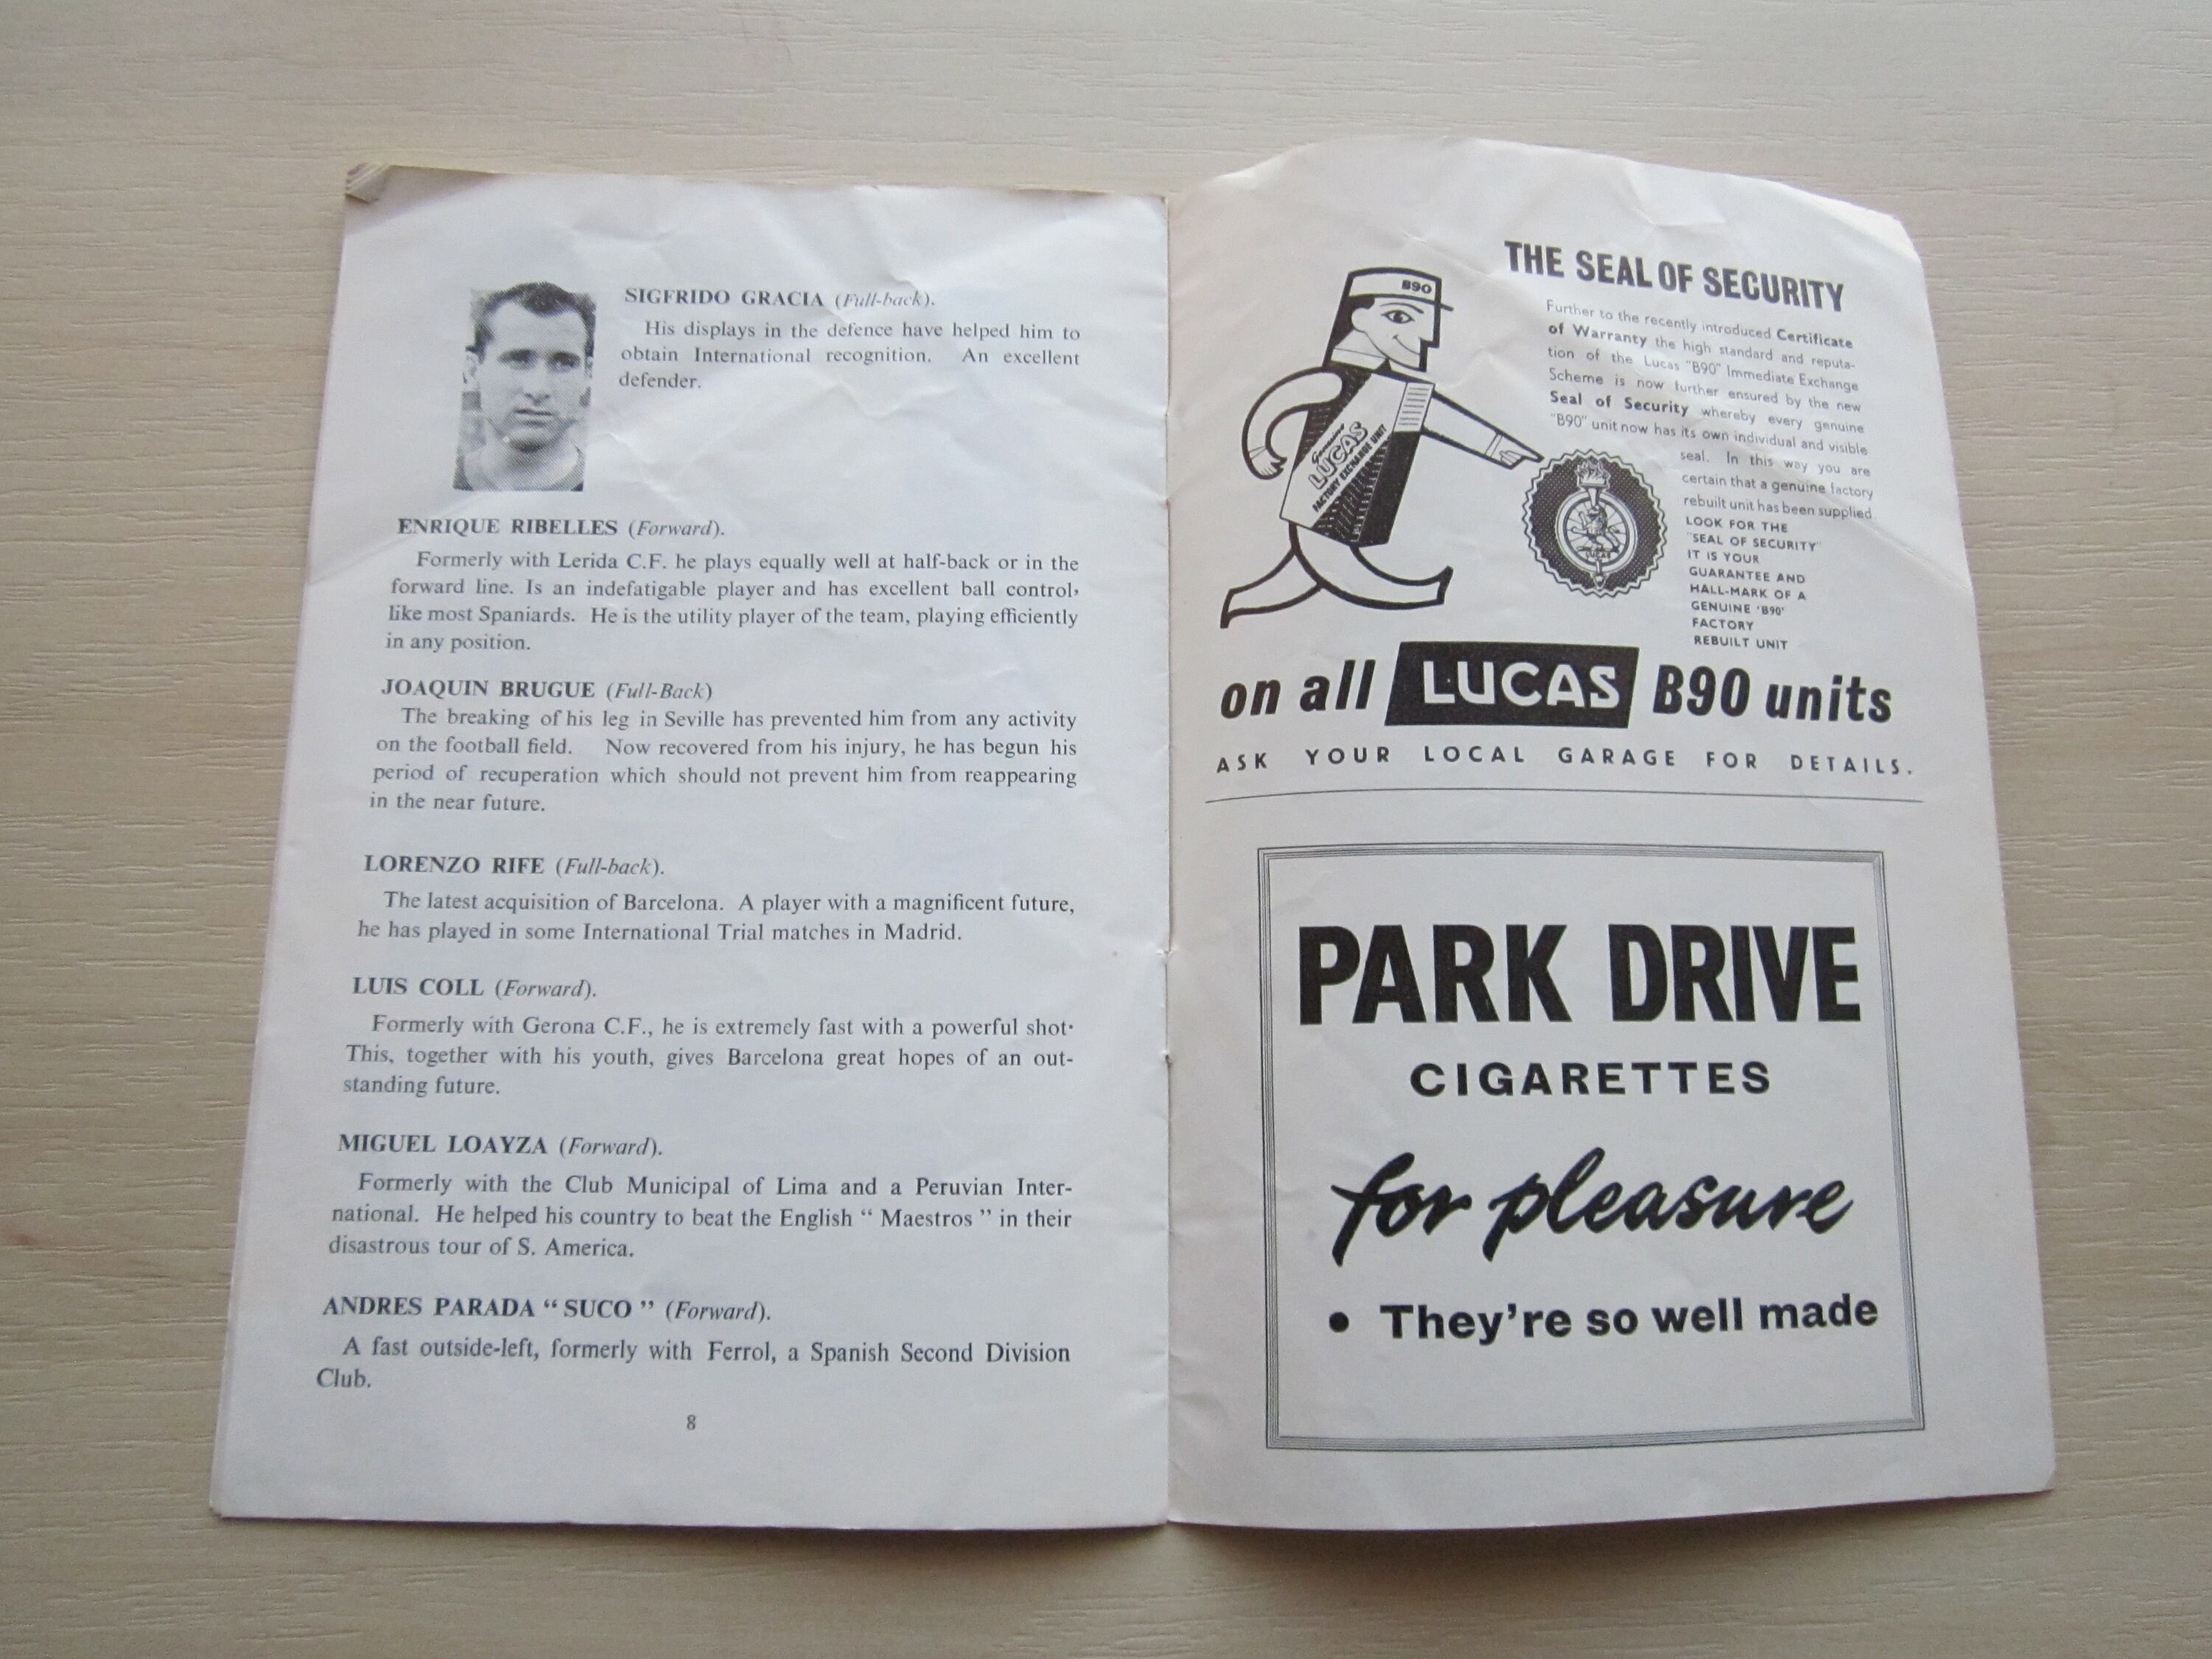 SIGFRIDO GRACIA (Full-back).
His displays in the defence have helped him to
obtain International recognition. An excellent
defender.
ENRIQUE RIBELLES (Forward).
Formerly with Lerida C.F. he plays equally well at half-back or in the
forward line. Is an indefatigable player and has excellent ball control,
like most Spaniards. He is the utility player of the team, playing efficiently
in any position.
JOAQUIN BRUGUE (Full-Back)
The breaking of his leg in Seville has prevented him from any activity
on the football field. Now recovered from his injury, he has begun his
period of recuperation which should not prevent him from reappearing
in the near future.
LORENZO RIFE (Full-back).
The latest acquisition of Barcelona. A player with a magnificent future,
he has played in some International Trial matches in Madrid.
LUIS COLL (Forward).
Formerly with Gerona C.F., he is extremely fast with a powerful shot.
This, together with his youth, gives Barcelona great hopes of an out-
standing future.
MIGUEL LOAYZA (Forward).
Formerly with the Club Municipal of Lima and a Peruvian Inter-
national. He helped his country to beat the English “ Maestros ” in their
disastrous tour of S. America.
ANDRES PARADA “ SUCO ” (Forward).
A fast outside-left, formerly with Ferrol, a Spanish Second Division
Club.
8
THE SEAL OF SECURITY
Further to the recently introduced Certificate
of Warranty the high standard and reputa-
tion of the Lucas "B90" Immediate Exchange
Scheme is now further ensured by the new
Seal of Security whereby every genuine
"B90" unit now has its own individual and visible
seal. In this way you are
certain that a genuine factory
rebuilt unit has been supplied
LOOK FOR THE
"SEAL OF SECURITY"
IT IS YOUR
GUARANTEE AND
HALL-MARK OF A
GENUINE 'B90'
FACTORY
REBUILT UNIT
B90
Genuine
LUCAS
FACTORY EXCHANGE UNIT
LUCAS
on all LUCAS B90 units
ASK YOUR LOCAL GARAGE FOR DETAILS.
PARK DRIVE
CIGARETTES
for pleasure
• They're so well made